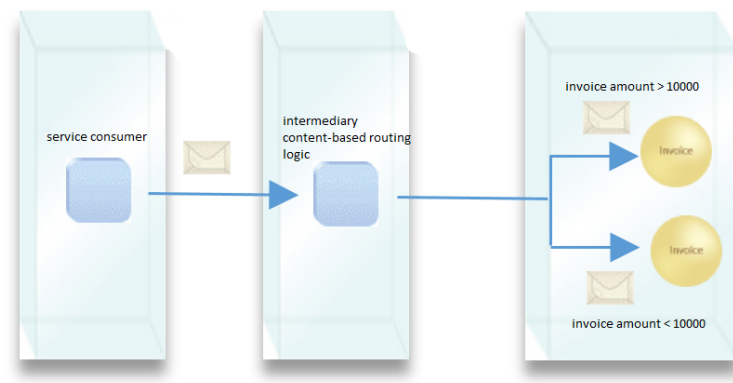 service consumer
intermediary
content-based routing
logic
invoice amount > 10000
Invoice
Invoice
invoice amount < 10000